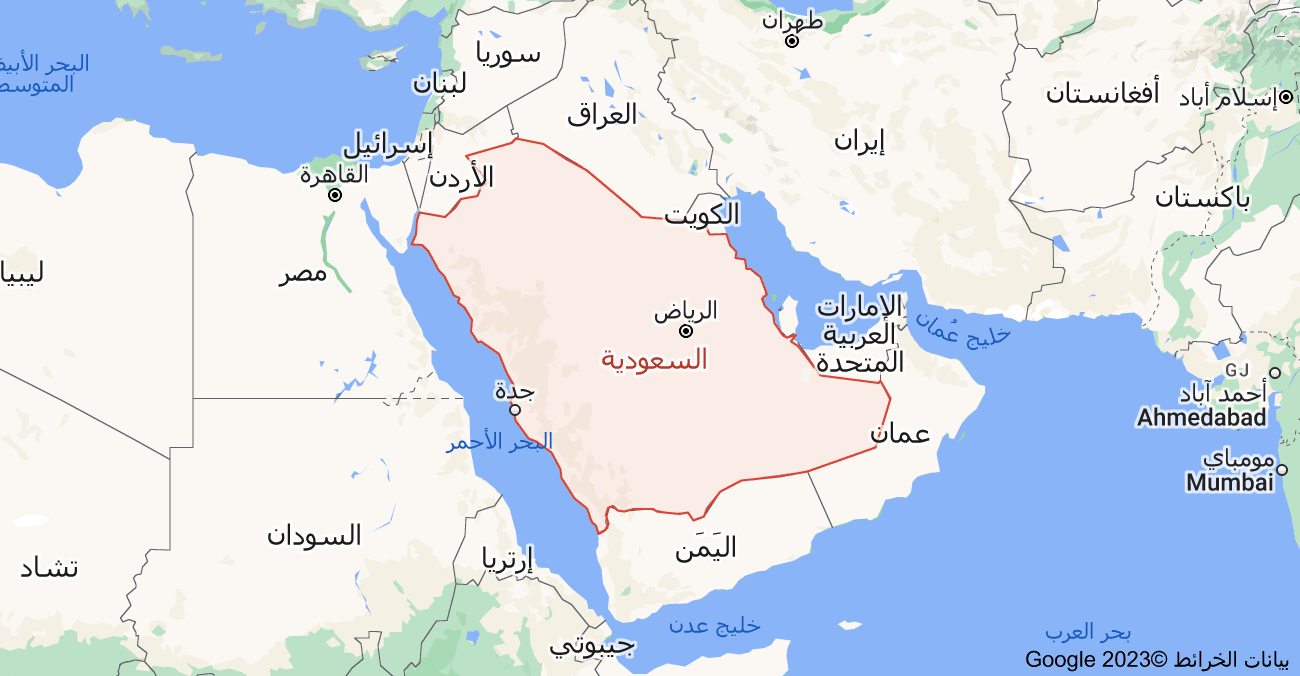 طهران
سوريا
البحر الأبيض
المتوسط
لبنان
أفغانستان
إسلام أباد
العراق
إيران
إسرائيل
القاهرة
الأردن
باكستان
الكويت
ليبيا
مصر
الرياض
السعودية
الإمارات
العربية
المتحدة
خليج عُمان
GJ
أحمد آباد
Ahmedabad
جدة
البحر الأحمر
عمان
مومباي
Mumbai
السودان
اليَمَن
إرتريا
تشاد
خليج عدن
جيبوتي
بحر العرب
بيانات الخرائط ©2023 Google